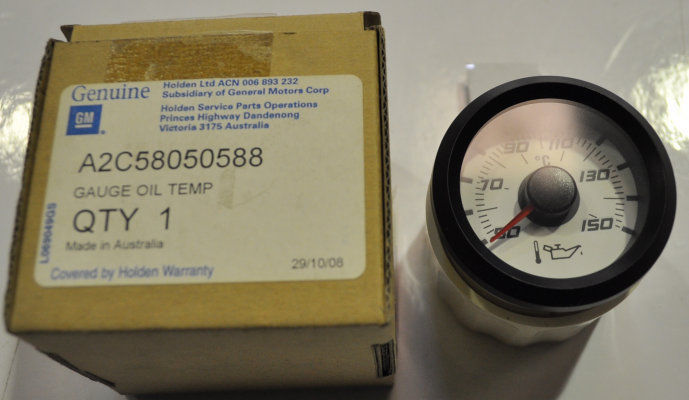 Genuine
Holden Ltd ACN 006 893 232
Subsidiary of General Motors Corp
GM
Holden Service Parts Operations
Princes Highway Dandenong
Victoria 3175 Australia
A2C58050588
GAUGE OIL TEMP
QTY 1
Made in Australia
L069049GS
Covered by Holden Warranty
29/10/08
90
110
°C
70
130
50
150